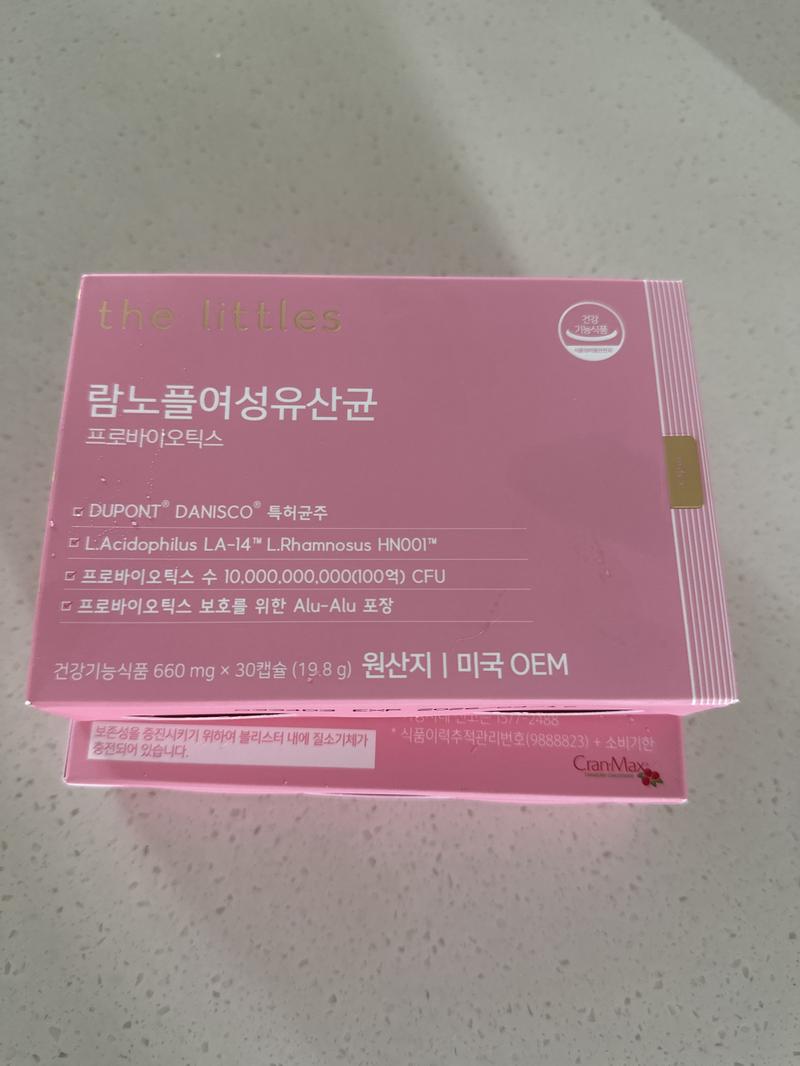 the littles
건강
기능식품
람노플여성유산균
프로바이오틱스
DUPONT® DANISCO® 특허균주
L.Acidophilus LA-14™ L.Rhamnosus HN001™
프로바이오틱스 수 10,000,000,000(100억) CFU
프로바이오틱스 보호를 위한 Alu-Alu 포장
건강기능식품 660 mg × 30캡슐 (19.8 g) 원산지 | 미국 OEM
1577-2488
보존성을 증진시키기 위하여 블리스터 내에 질소기체가
충전되어 있습니다.
* 식품이력추적관리번호(9888823) + 소비기한
Cran-Max